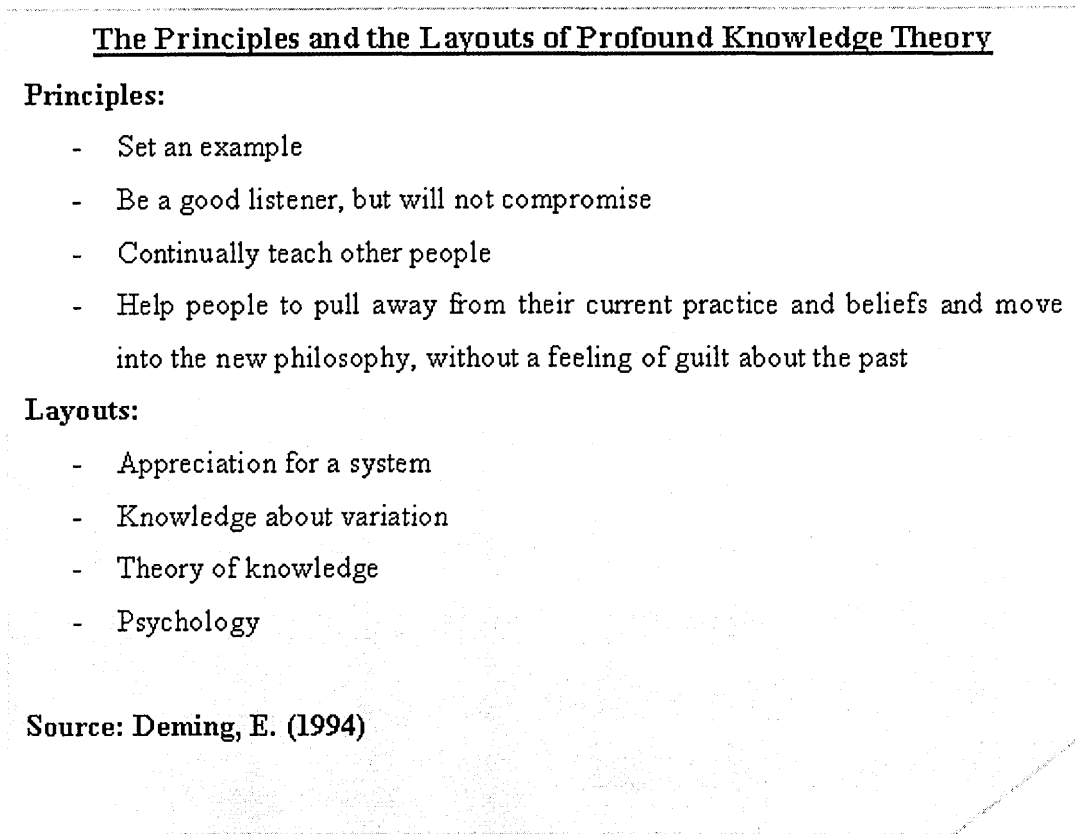 The Principles and the Layouts of Profound Knowledge Theory
Principles:
- Set an example
- Be a good listener, but will not compromise
- Continually teach other people
- Help people to pull away from their current practice and beliefs and move
into the new philosophy, without a feeling of guilt about the past
Layouts:
- Appreciation for a system
- Knowledge about variation
- Theory of knowledge
- Psychology
Source: Deming, E. (1994)